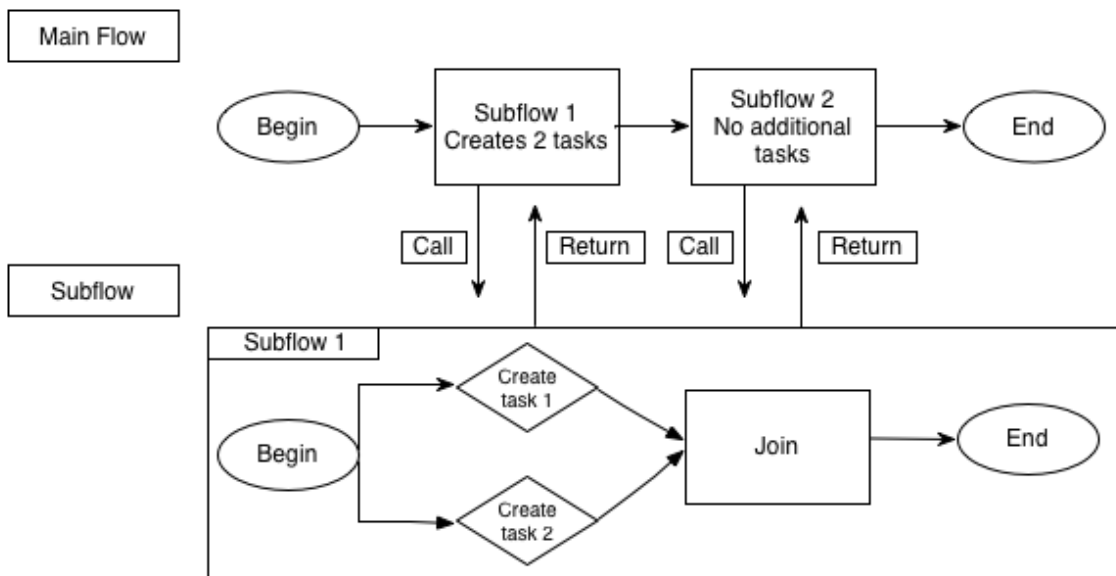 Main Flow
Begin
Subflow 1
Creates 2 tasks
Subflow 2
No additional
tasks
End
Call
Return
Call
Return
Subflow
Subflow 1
Begin
Create
task 1
Create
task 2
Join
End